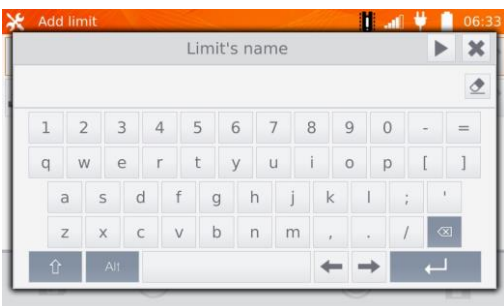 Add limit 06:33
Limit's name
1 2 3 4 5 6 7 8 9 0 - =
q w e r t y u i o p [ ]
a s d f g h j k l ; '
z x c v b n m , . /
Alt